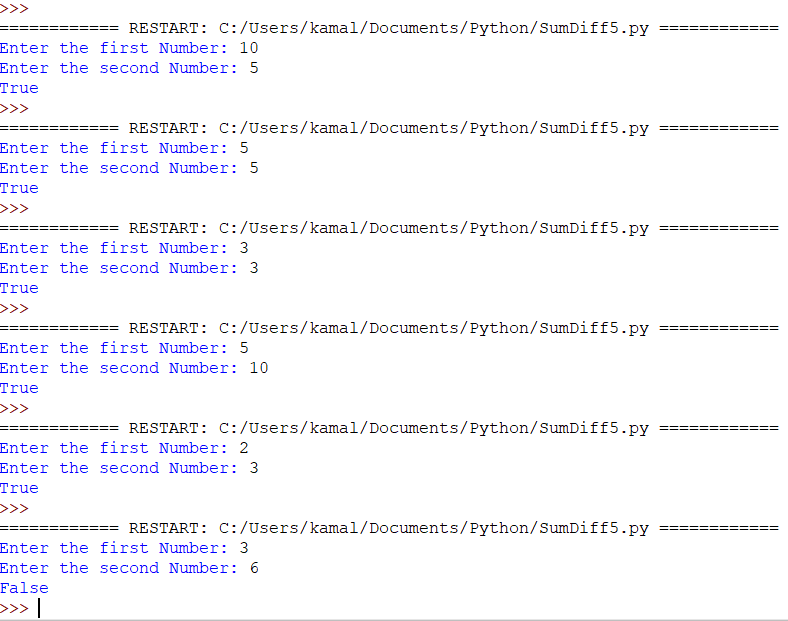 >>>
============ RESTART: C:/Users/kamal/Documents/Python/SumDiff5.py ============
Enter the first Number: 10
Enter the second Number: 5
True
>>>
============ RESTART: C:/Users/kamal/Documents/Python/SumDiff5.py ============
Enter the first Number: 5
Enter the second Number: 5
True
>>>
============ RESTART: C:/Users/kamal/Documents/Python/SumDiff5.py ============
Enter the first Number: 3
Enter the second Number: 3
True
>>>
============ RESTART: C:/Users/kamal/Documents/Python/SumDiff5.py ============
Enter the first Number: 5
Enter the second Number: 10
True
>>>
============ RESTART: C:/Users/kamal/Documents/Python/SumDiff5.py ============
Enter the first Number: 2
Enter the second Number: 3
True
>>>
============ RESTART: C:/Users/kamal/Documents/Python/SumDiff5.py ============
Enter the first Number: 3
Enter the second Number: 6
False
>>>